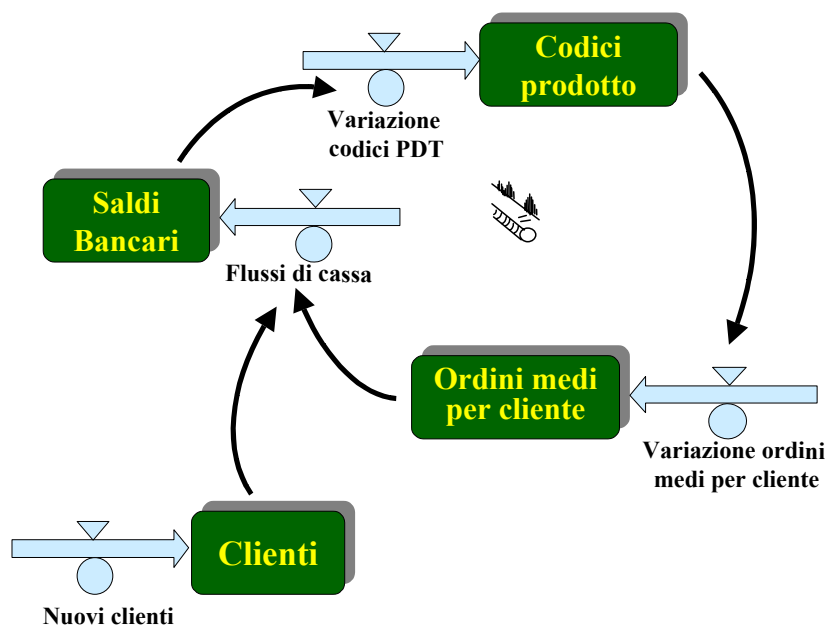 Codici
prodotto
Variazione
codici PDT
Saldi
Bancari
Flussi di cassa
Ordini medi
per cliente
Variazione ordini
medi per cliente
Clienti
Nuovi clienti